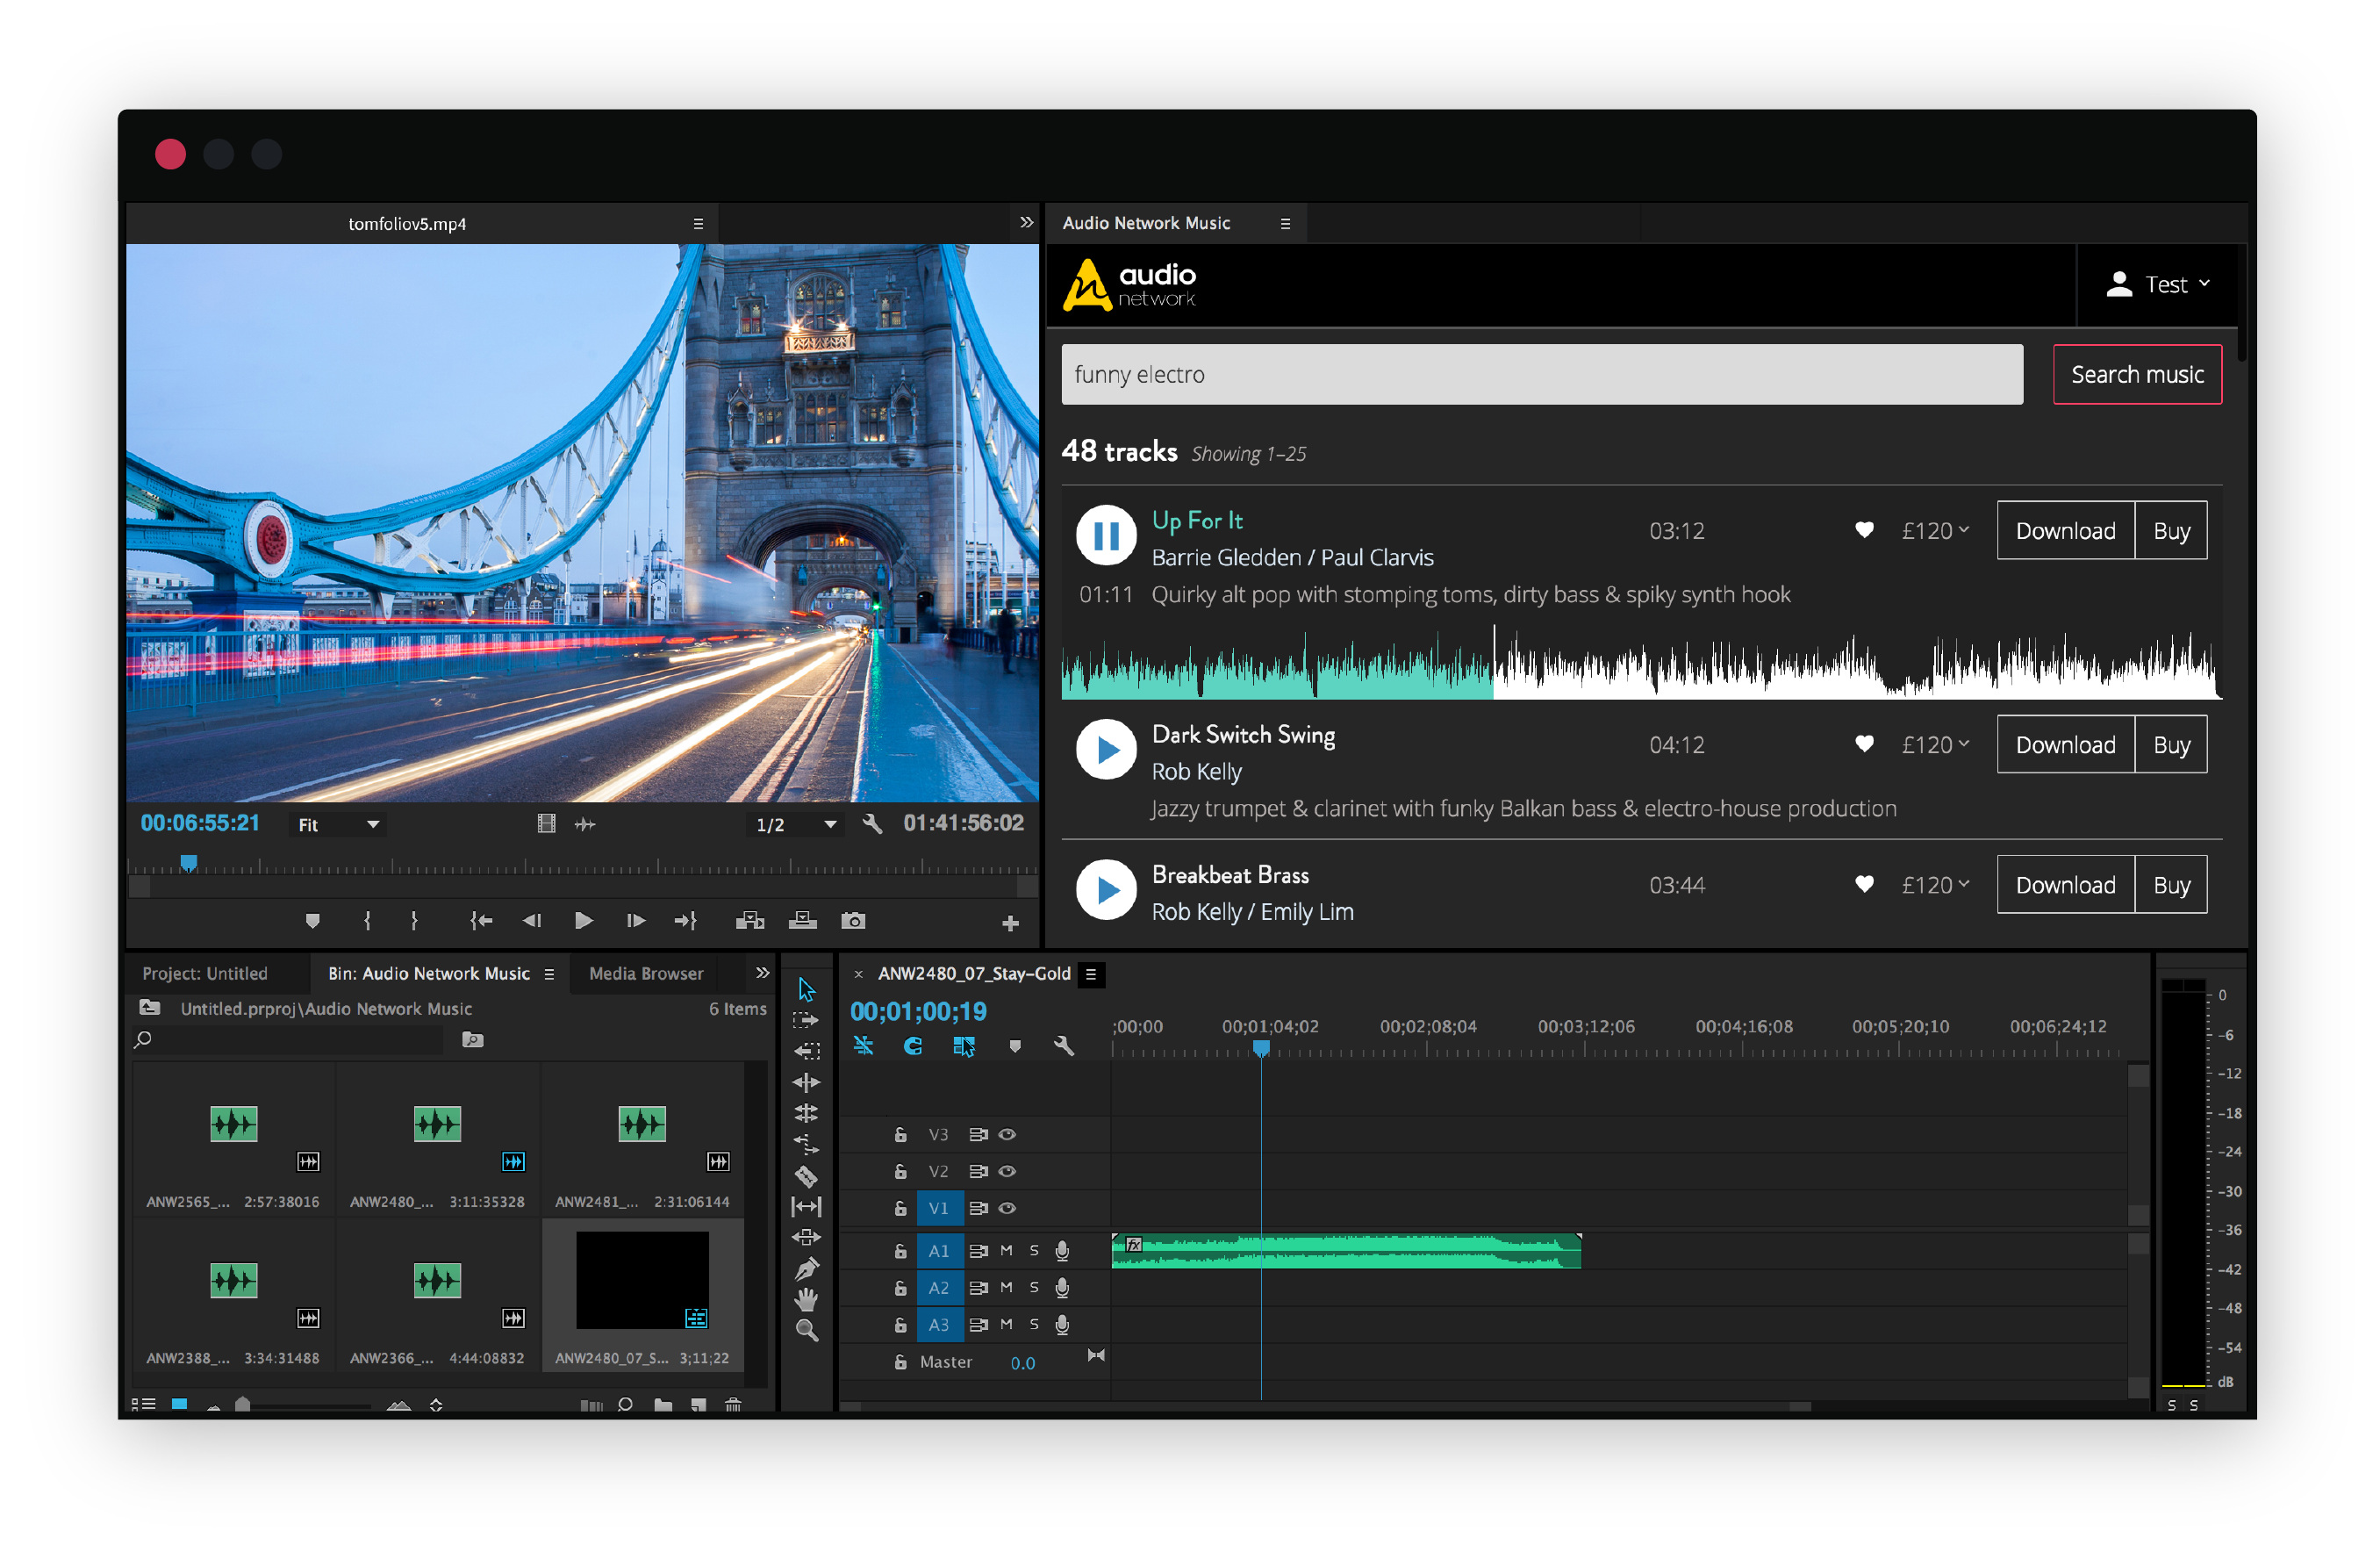 tomfoliov5.mp4
Audio Network Music
audio
network
Test
funny electro
Search music
48 tracks Showing 1–25
Up For It
Barrie Gledden / Paul Clarvis
03:12
£120
Download
Buy
01:11 Quirky alt pop with stomping toms, dirty bass & spiky synth hook
Dark Switch Swing
Rob Kelly
04:12
£120
Download
Buy
Jazzy trumpet & clarinet with funky Balkan bass & electro-house production
Breakbeat Brass
Rob Kelly / Emily Lim
03:44
£120
Download
Buy
00:06:55:21
Fit
1/2
01:41:56:02
Project: Untitled
Bin: Audio Network Music
Media Browser
Untitled.prproj\Audio Network Music
6 Items
ANW2565_... 2:57:38016
ANW2480_... 3:11:35328
ANW2481_... 2:31:06144
ANW2388_... 3:34:31488
ANW2366_... 4:44:08832
ANW2480_07_S... 3;11;22
× ANW2480_07_Stay-Gold
00;01;00;19
;00;00 00;01;04;02 00;02;08;04 00;03;12;06 00;04;16;08 00;05;20;10 00;06;24;12
V3
V2
V1
A1 M S
fx
A2 M S
A3 M S
Master 0.0
0
-6
-12
-18
-24
-30
-36
-42
-48
-54
dB
S S